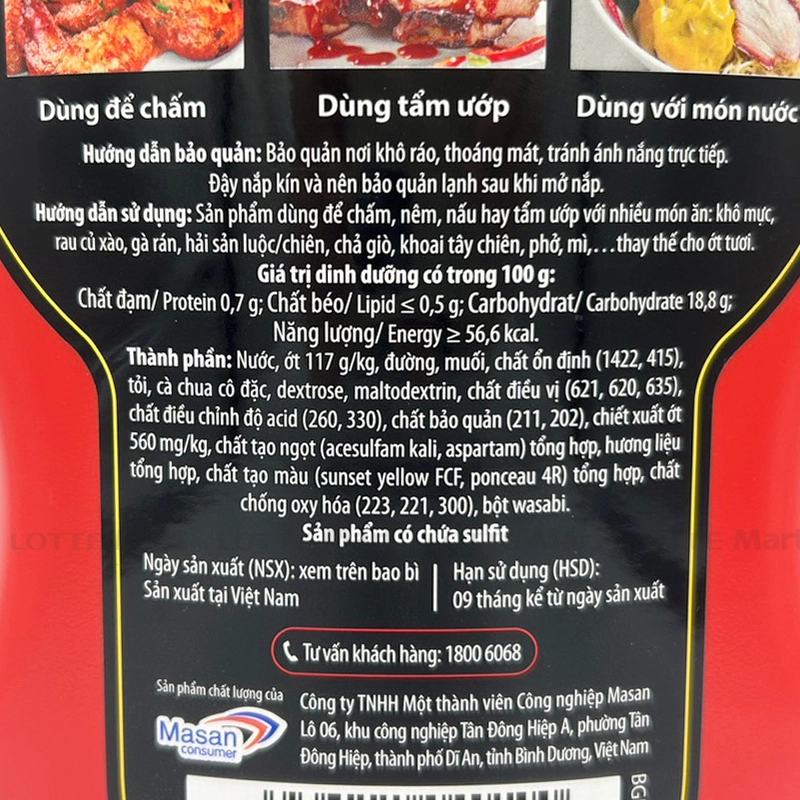 Dùng để chấm
Dùng tẩm ướp
Dùng với món nước
Hướng dẫn bảo quản: Bảo quản nơi khô ráo, thoáng mát, tránh ánh nắng trực tiếp.
Đậy nắp kín và nên bảo quản lạnh sau khi mở nắp.
Hướng dẫn sử dụng: Sản phẩm dùng để chấm, nêm, nấu hay tẩm ướp với nhiều món ăn: khô mực,
rau củ xào, gà rán, hải sản luộc/chiên, chả giò, khoai tây chiên, phở, mì,...thay thế cho ớt tươi.
Giá trị dinh dưỡng có trong 100 g:
Chất đạm/ Protein 0,7 g; Chất béo/ Lipid ≤ 0,5 g; Carbohydrat/ Carbohydrate 18,8 g;
Năng lượng/ Energy ≥ 56,6 kcal.
Thành phần: Nước, ớt 117 g/kg, đường, muối, chất ổn định (1422, 415),
tỏi, cà chua cô đặc, dextrose, maltodextrin, chất điều vị (621, 620, 635),
chất điều chỉnh độ acid (260, 330), chất bảo quản (211, 202), chiết xuất ớt
560 mg/kg, chất tạo ngọt (acesulfam kali, aspartam) tổng hợp, hương liệu
tổng hợp, chất tạo màu (sunset yellow FCF, ponceau 4R) tổng hợp, chất
chống oxy hóa (223, 221, 300), bột wasabi.
Sản phẩm có chứa sulfit
Ngày sản xuất (NSX): xem trên bao bì
Sản xuất tại Việt Nam
Hạn sử dụng (HSD):
09 tháng kể từ ngày sản xuất
Tư vấn khách hàng: 1800 6068
Sản phẩm chất lượng của
Masan
consumer
Công ty TNHH Một thành viên Công nghiệp Masan
Lô 06, khu công nghiệp Tân Đông Hiệp A, phường Tân
Đông Hiệp, thành phố Dĩ An, tỉnh Bình Dương, Việt Nam
BG